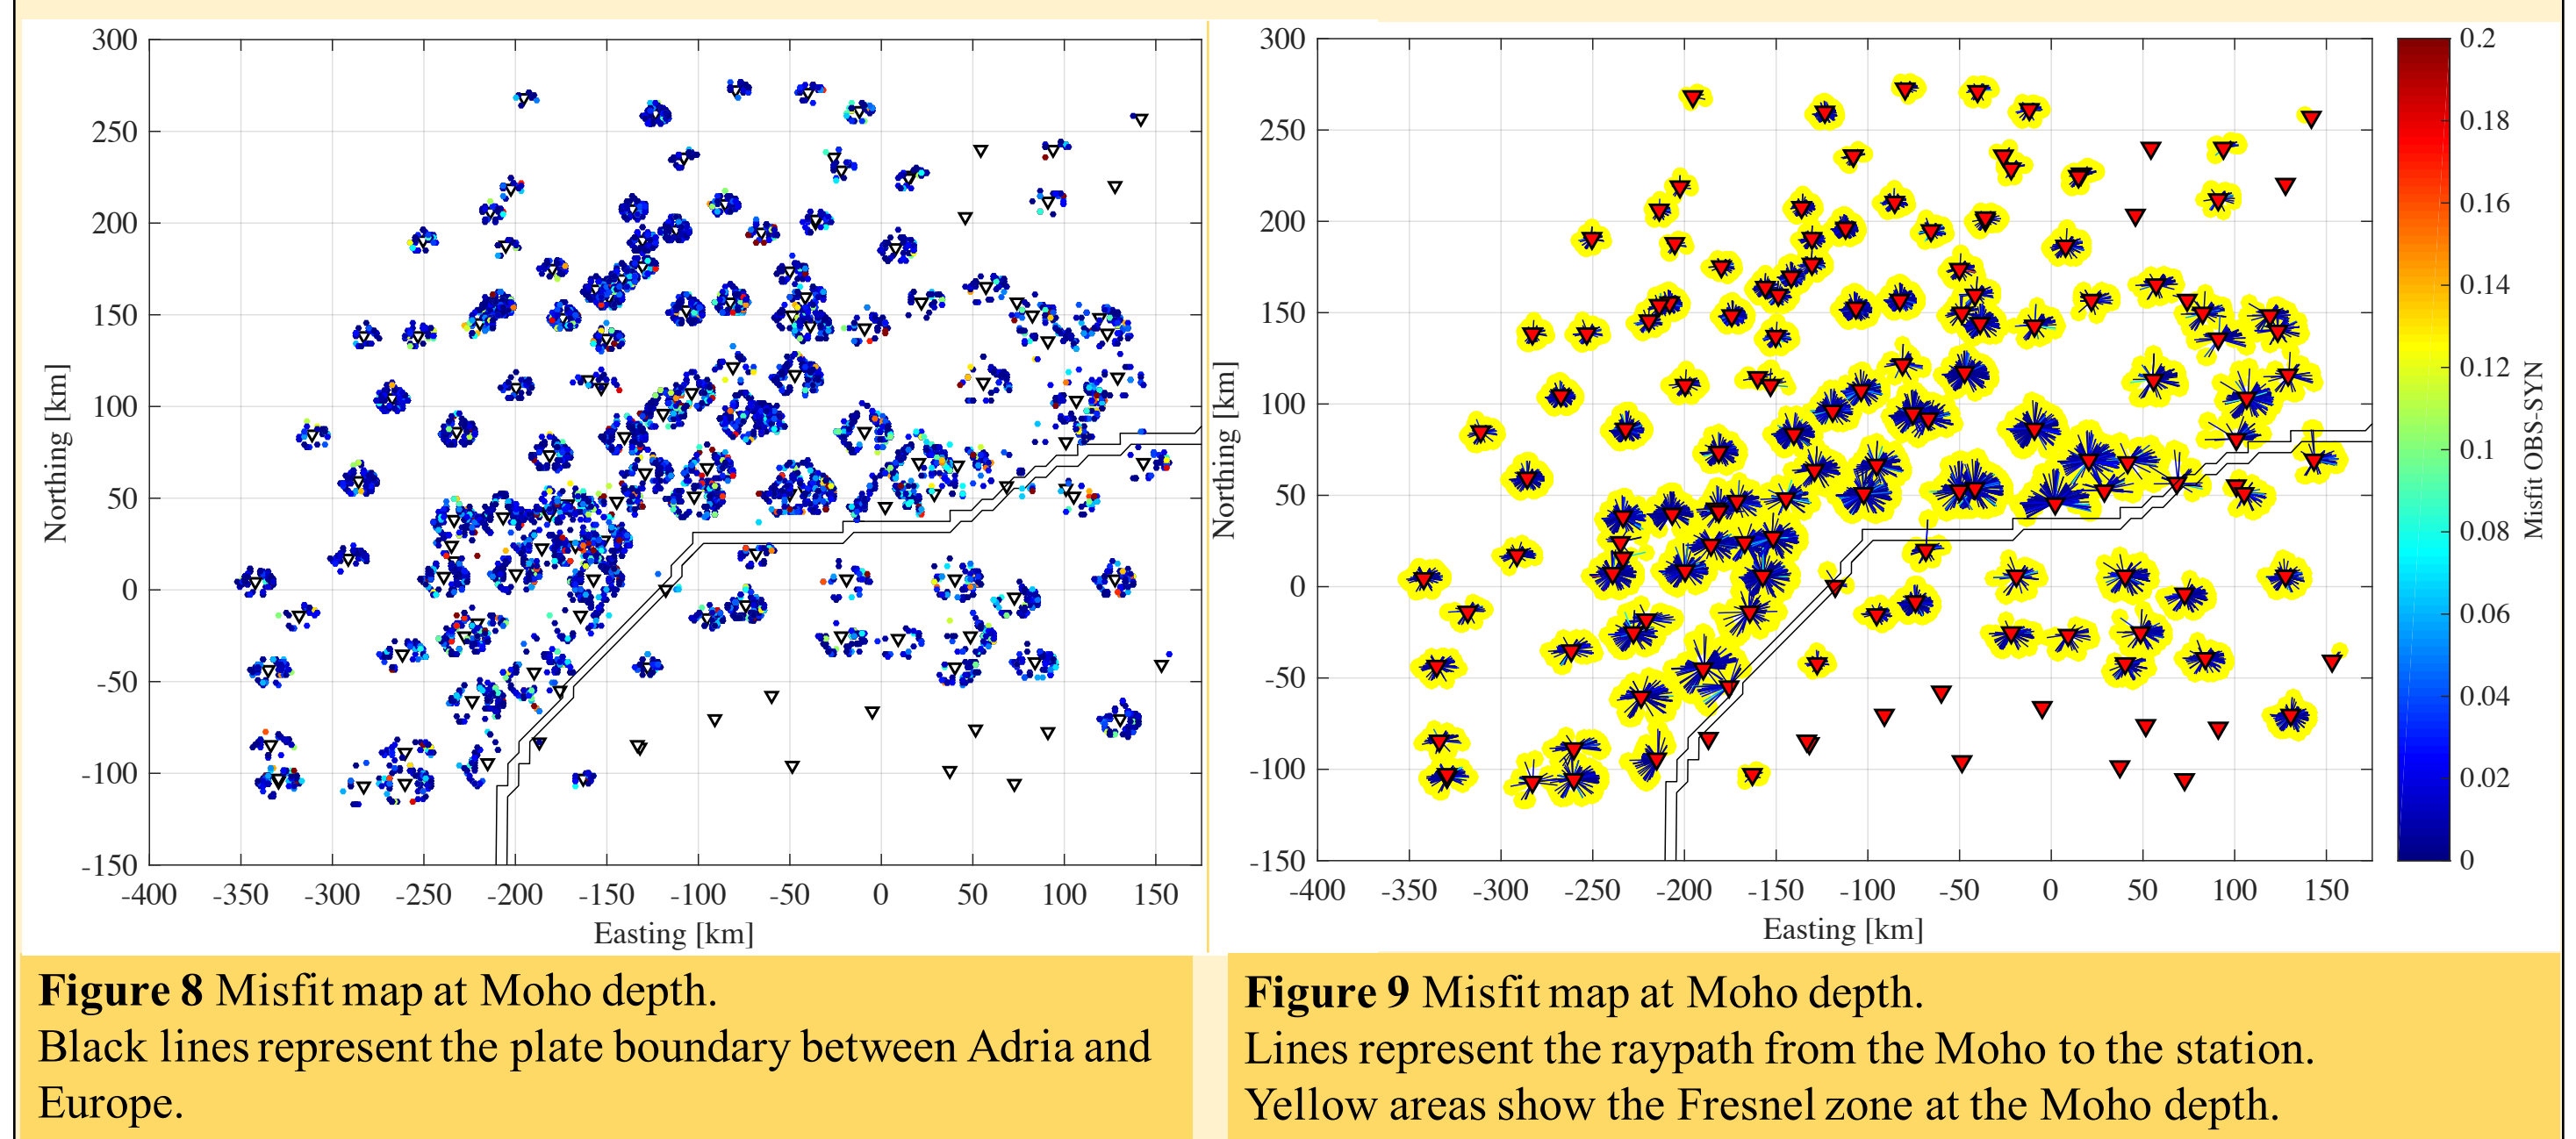 300
250
200
150
100
50
0
-50
-100
-150
-400 -350 -300 -250 -200 -150 -100 -50 0 50 100 150
Northing [km]
Easting [km]
300
250
200
150
100
50
0
-50
-100
-150
-400 -350 -300 -250 -200 -150 -100 -50 0 50 100 150
Northing [km]
Easting [km]
0.2
0.18
0.16
0.14
0.12
0.1
0.08
0.06
0.04
0.02
0
Misfit OBS-SYN
Figure 8 Misfit map at Moho depth.
Black lines represent the plate boundary between Adria and
Europe.
Figure 9 Misfit map at Moho depth.
Lines represent the raypath from the Moho to the station.
Yellow areas show the Fresnel zone at the Moho depth.